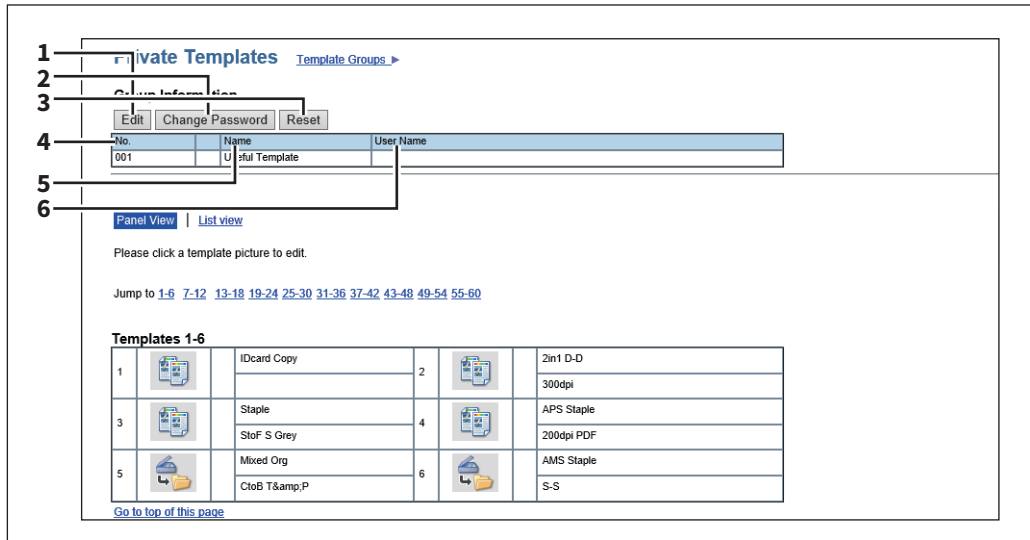 1
2
3
4
5
6
Private Templates Template Groups
Group Information
Edit Change Password Reset
No. Name User Name
001 Useful Template
Panel View | List view
Please click a template picture to edit.
Jump to 1-6 7-12 13-18 19-24 25-30 31-36 37-42 43-48 49-54 55-60
Templates 1-6
1 IDcard Copy 2 2in1 D-D
300dpi
3 Staple 4 APS Staple
StoF S Grey 200dpi PDF
5 Mixed Org 6 AMS Staple
CtoB T&amp;P S-S
Go to top of this page